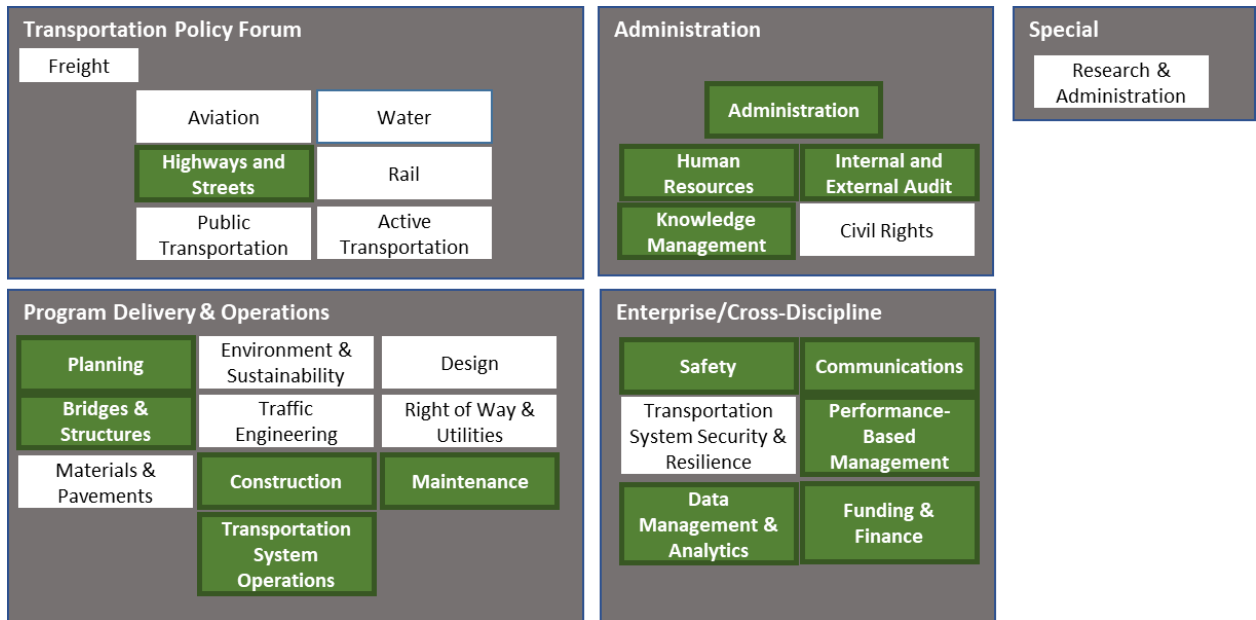 Transportation Policy Forum
Freight
Aviation
Water
Highways and
Streets
Rail
Public
Transportation
Active
Transportation
Administration
Administration
Human
Resources
Internal and
External Audit
Knowledge
Management
Civil Rights
Special
Research &
Administration
Program Delivery & Operations
Planning
Environment &
Sustainability
Design
Bridges &
Structures
Traffic
Engineering
Right of Way &
Utilities
Materials &
Pavements
Construction
Maintenance
Transportation
System
Operations
Enterprise/Cross-Discipline
Safety
Communications
Transportation
System Security &
Resilience
Performance-
Based
Management
Data
Management &
Analytics
Funding &
Finance